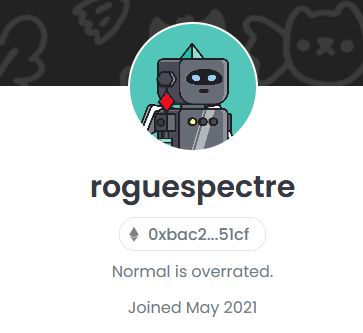 roguespectre
0xbac2...51cf
Normal is overrated.
Joined May 2021